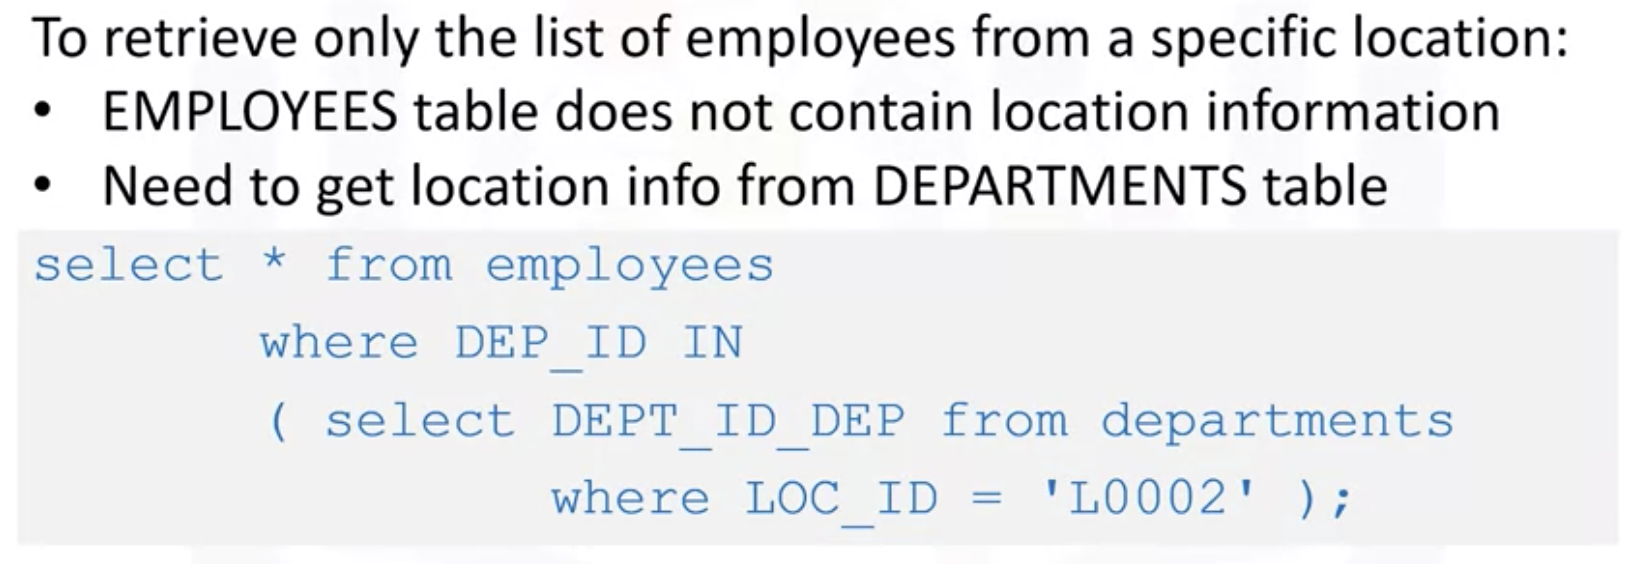 To retrieve only the list of employees from a specific location:
• EMPLOYEES table does not contain location information
• Need to get location info from DEPARTMENTS table
select * from employees
where DEP_ID IN
( select DEPT_ID_DEP from departments
where LOC_ID = 'L0002' );